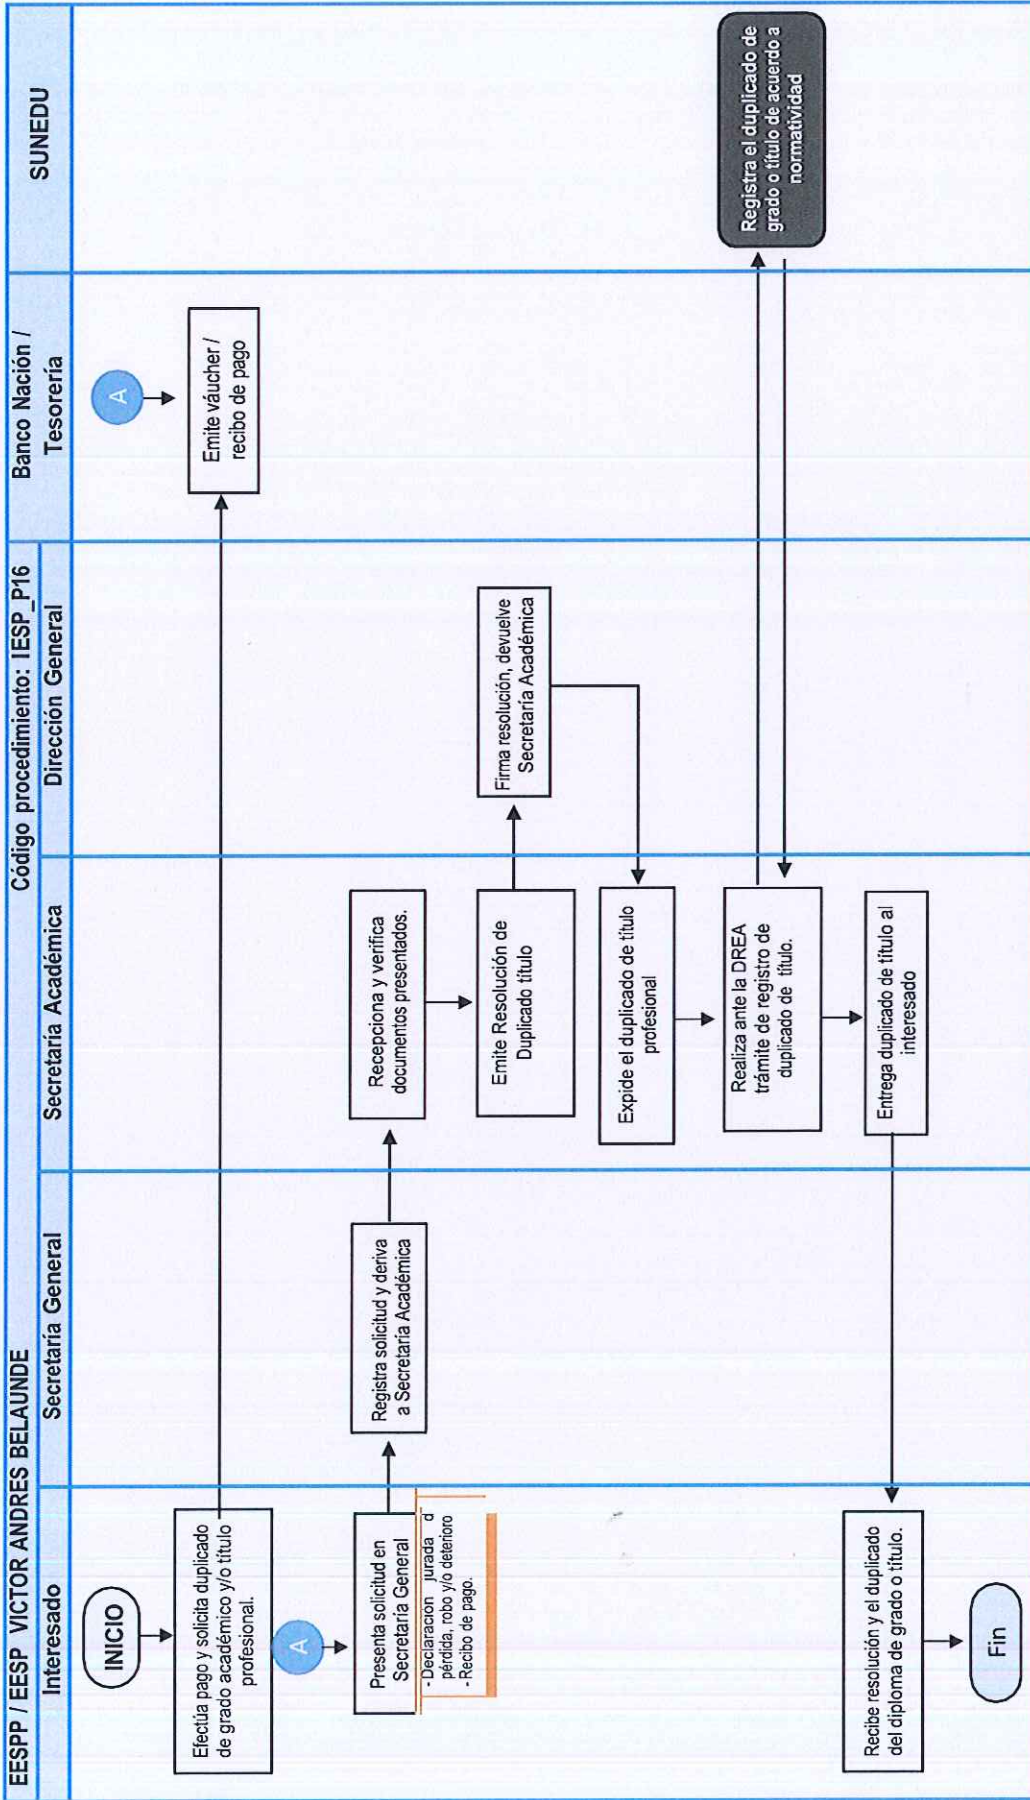 EESPP / EESP VICTOR ANDRES BELAUNDE
Código procedimiento: IESP_P16
Interesado
Secretaría General
Secretaría Académica
Dirección General
Banco Nación /
Tesorería
SUNEDU
INICIO
Efectúa pago y solicita duplicado
de grado académico y/o título
profesional.
A
Emite váucher /
recibo de pago
A
Presenta solicitud en
Secretaría General
- Declaración jurada d
pérdida, robo y/o deterioro
- Recibo de pago.
Registra solicitud y deriva
a Secretaría Académica
Recepciona y verifica
documentos presentados.
Emite Resolución de
Duplicado título
Firma resolución, devuelve
Secretaría Académica
Expide el duplicado de título
profesional
Realiza ante la DREA
trámite de registro de
duplicado de título.
Registra el duplicado de
grado o título de acuerdo a
normatividad
Entrega duplicado de título al
interesado
Recibe resolución y el duplicado
del diploma de grado o título.
Fin